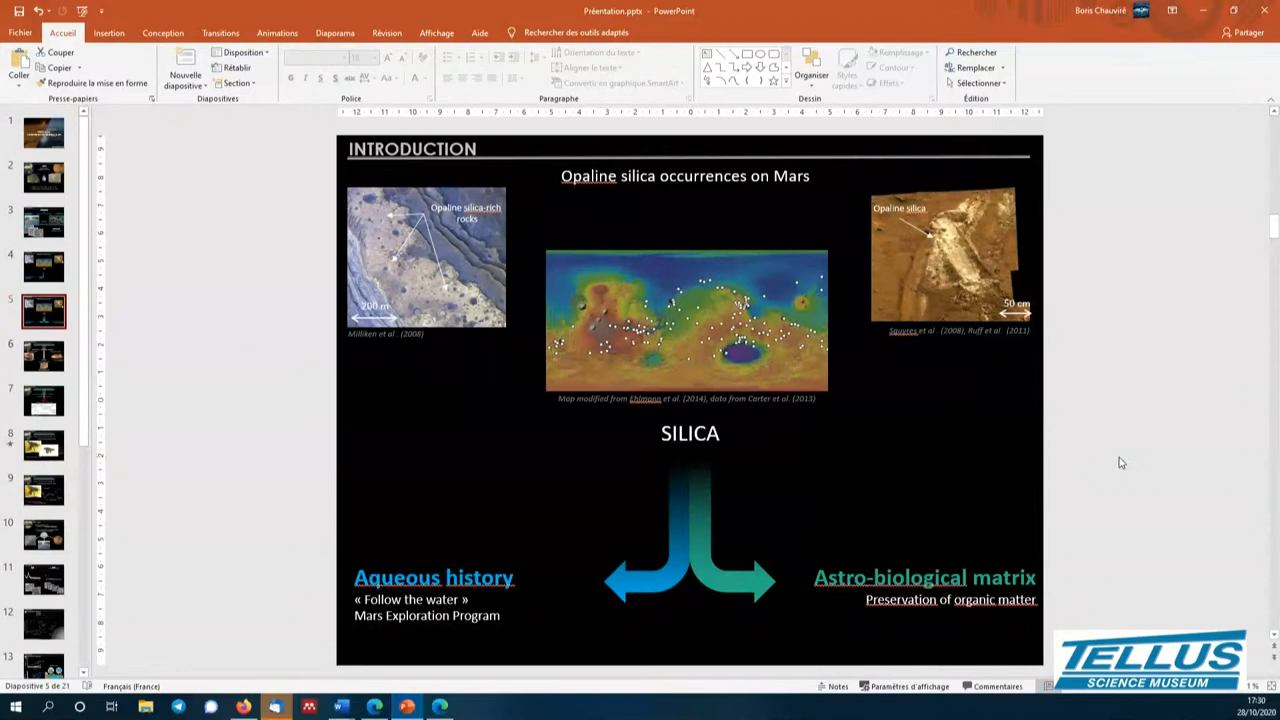 Préentation.pptx - PowerPoint
Boris Chauviré
Fichier
Accueil
Insertion
Conception
Transitions
Animations
Diaporama
Révision
Affichage
Aide
Rechercher des outils adaptés
Partager
Coller
Couper
Copier
Reproduire la mise en forme
Presse-papiers
Nouvelle
diapositive
Disposition
Rétablir
Section
Diapositives
Police
Orientation du texte
Aligner le texte
Convertir en graphique SmartArt
Paragraphe
Organiser
Styles
rapides
Remplissage
Contour
Effets
Dessin
Rechercher
Remplacer
Sélectionner
Édition
INTRODUCTION
Opaline silica occurrences on Mars
Opaline silica-rich
rocks
200 m
Milliken et al. (2008)
Opaline silica
50 cm
Squyres et al. (2008), Ruff et al. (2011)
Map modified from Ehlmann et al. (2014), data from Carter et al. (2013)
SILICA
Aqueous history
« Follow the water »
Mars Exploration Program
Astro-biological matrix
Preservation of organic matter
TELLUS
SCIENCE MUSEUM
Diapositive 5 de 21
Français (France)
Notes
Paramètres d'affichage
Commentaires
17:30
28/10/2020